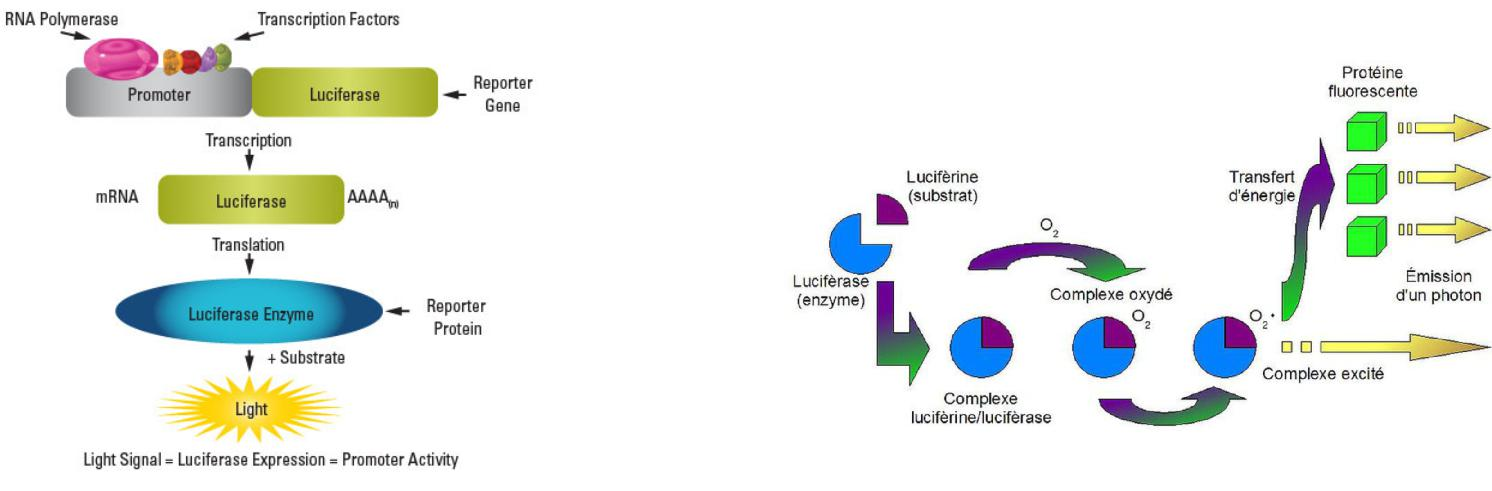 RNA Polymerase
Transcription Factors
Promoter
Luciferase
Reporter
Gene
Transcription
mRNA
Luciferase
AAAA(n)
Translation
Luciferase Enzyme
Reporter
Protein
+ Substrate
Light
Light Signal = Luciferase Expression = Promoter Activity
Protéine
fluorescente
Lucifèrine
(substrat)
Transfert
d'énergie
O2
Lucifèrase
(enzyme)
Émission
d'un photon
Complexe oxydé
O2
O2*
Complexe excité
Complexe
lucifèrine/lucifèrase